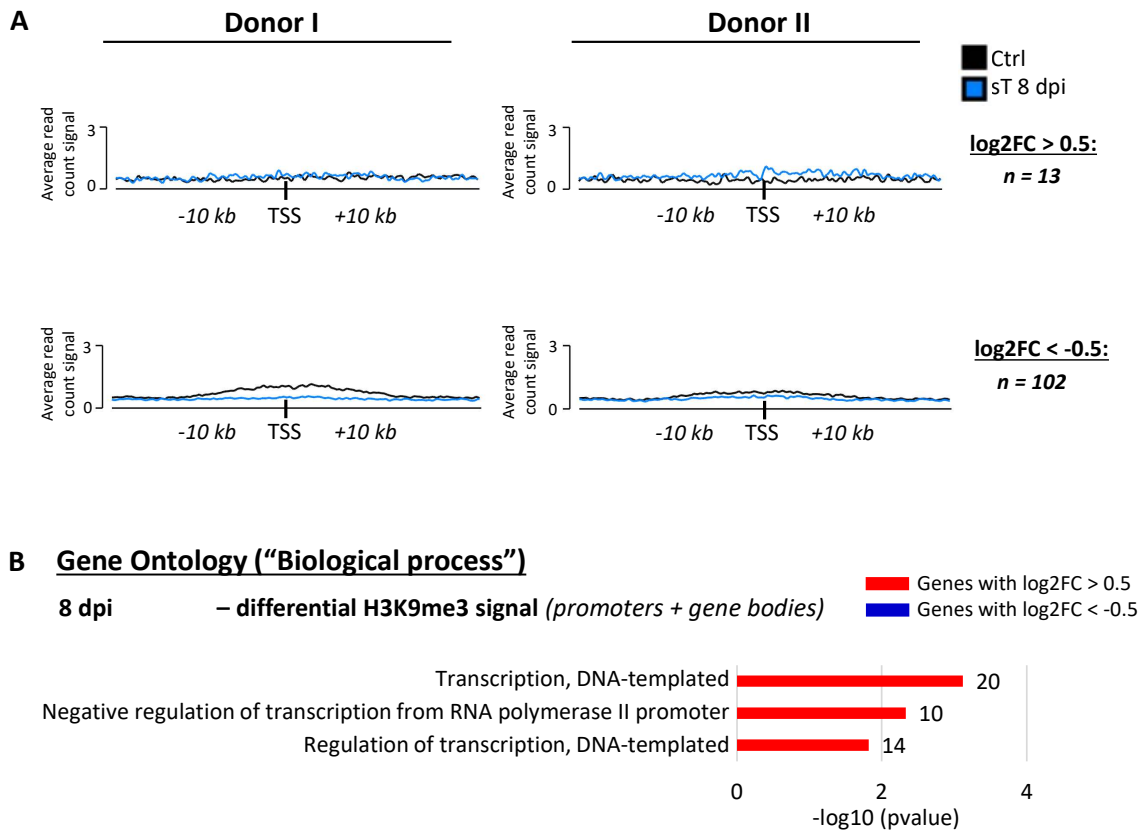 A
Donor I
Donor II
Ctrl
sT 8 dpi
Average read
count signal
3
0
-10 kb TSS +10 kb
Average read
count signal
3
0
-10 kb TSS +10 kb
log2FC > 0.5:
n = 13
Average read
count signal
3
0
-10 kb TSS +10 kb
Average read
count signal
3
0
-10 kb TSS +10 kb
log2FC < -0.5:
n = 102
B Gene Ontology (“Biological process”)
8 dpi – differential H3K9me3 signal (promoters + gene bodies)
Genes with log2FC > 0.5
Genes with log2FC < -0.5
Transcription, DNA-templated 20
Negative regulation of transcription from RNA polymerase II promoter 10
Regulation of transcription, DNA-templated 14
0 2 4
-log10 (pvalue)